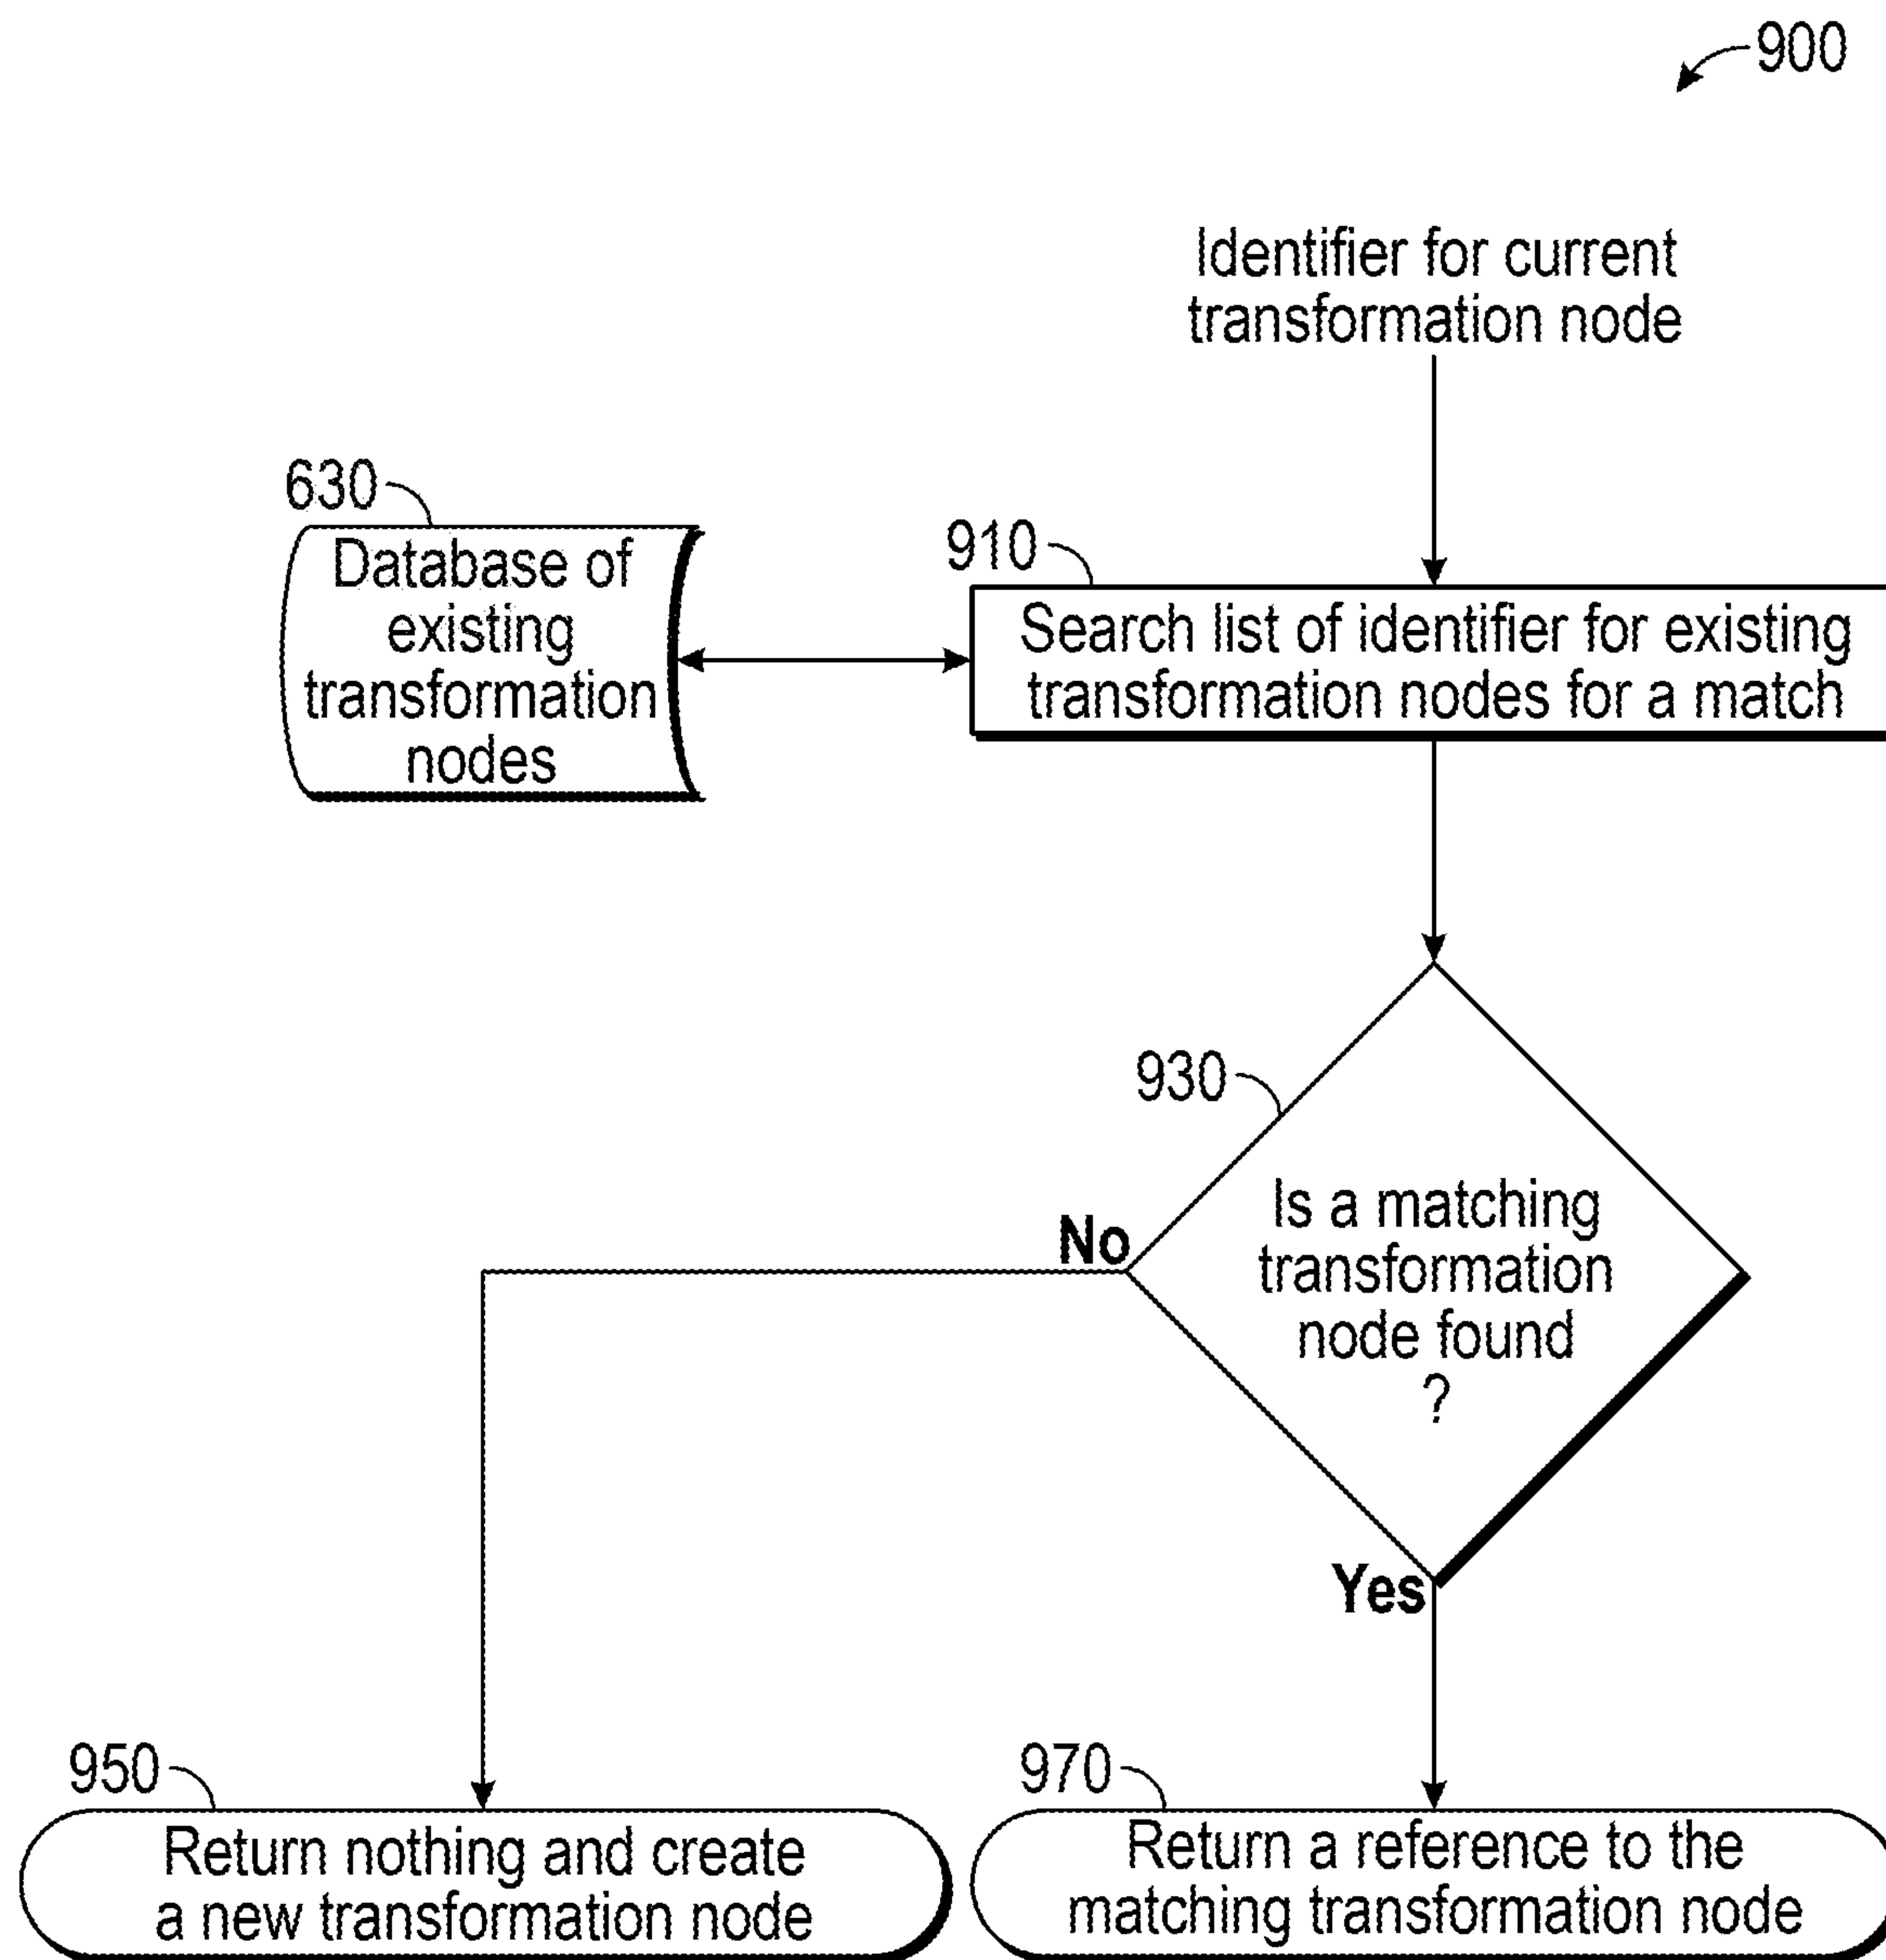 900
Identifier for current
transformation node
630
Database of
existing
transformation
nodes
910
Search list of identifier for existing
transformation nodes for a match
930
Is a matching
transformation
node found
?
No
Yes
950
Return nothing and create
a new transformation node
970
Return a reference to the
matching transformation node